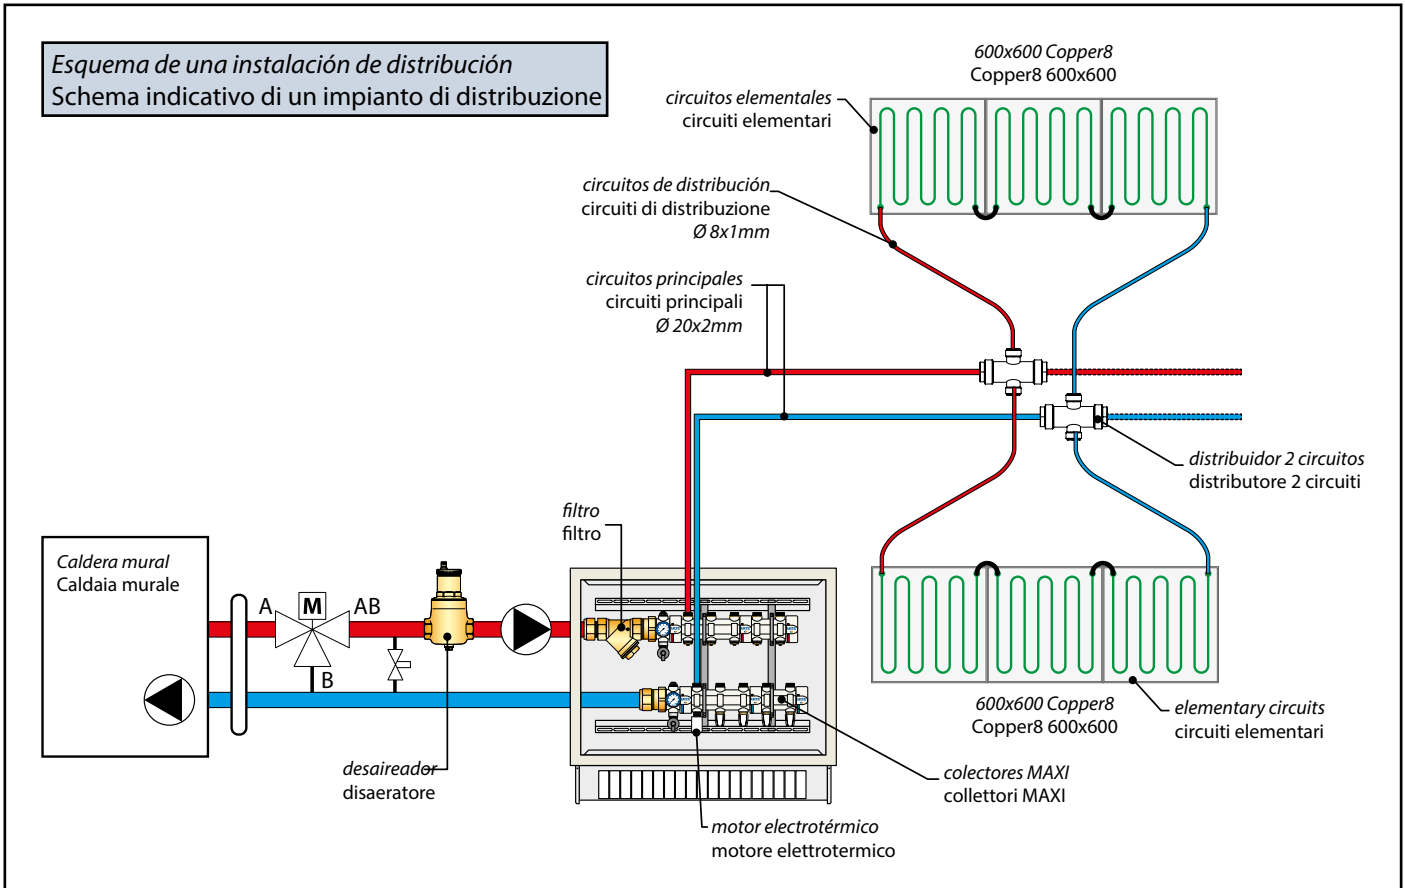 Esquema de una instalación de distribución
Schema indicativo di un impianto di distribuzione
600x600 Copper8
Copper8 600x600
circuitos elementales
circuiti elementari
circuitos de distribución
circuiti di distribuzione
Ø 8x1mm
circuitos principales
circuiti principali
Ø 20x2mm
distribuidor 2 circuitos
distributore 2 circuiti
filtro
filtro
Caldera mural
Caldaia murale
A
M
AB
B
600x600 Copper8
Copper8 600x600
elementary circuits
circuiti elementari
desaireador
disaeratore
colectores MAXI
collettori MAXI
motor electrotérmico
motore elettrotermico